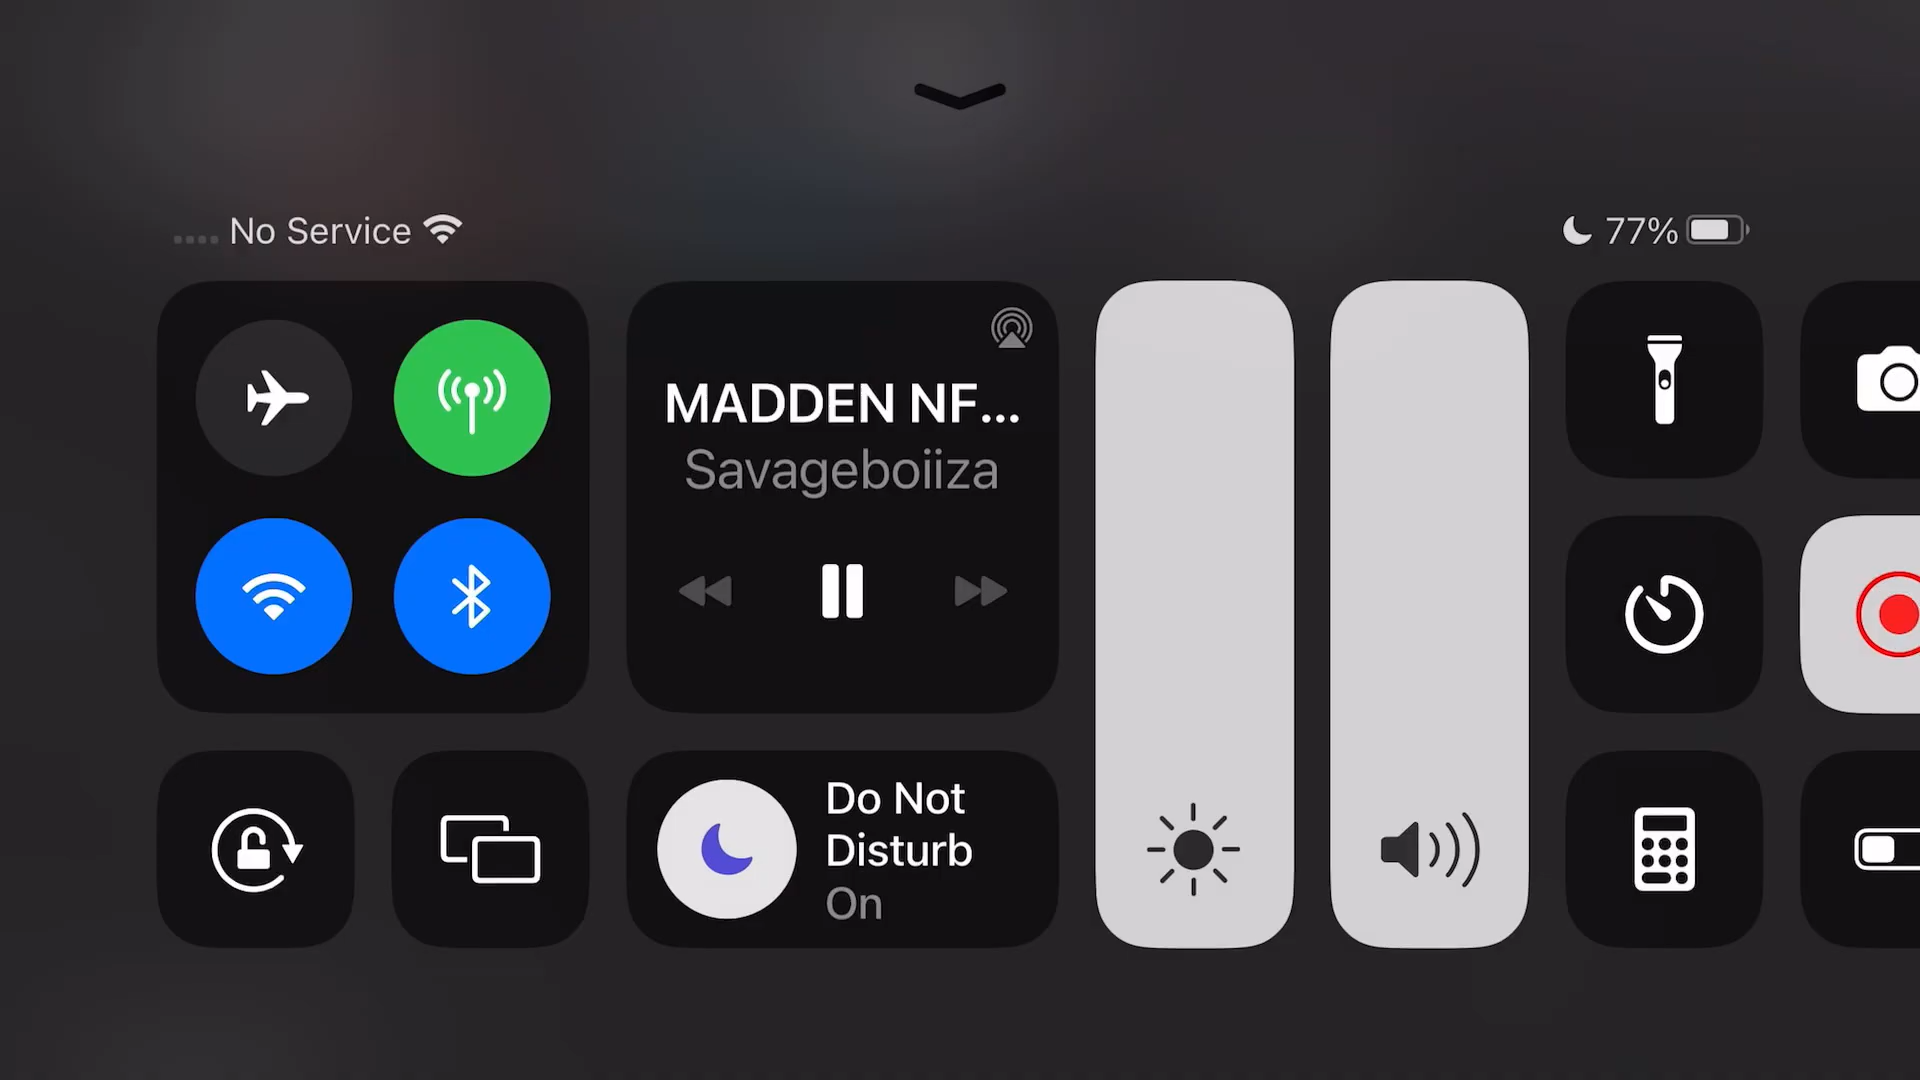 No Service
77%
MADDEN NF...
Savageboiiza
Do Not
Disturb
On